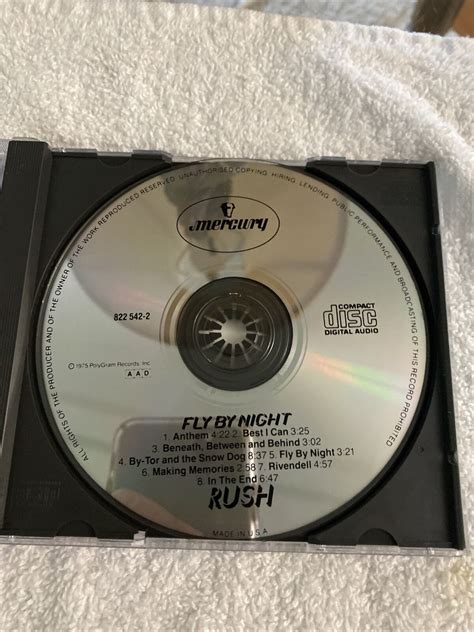 ALL RIGHTS OF THE PRODUCER AND OF THE OWNER OF THE WORK REPRODUCED RESERVED. UNAUTHORISED COPYING, HIRING, LENDING, PUBLIC PERFORMANCE AND BROADCASTING OF THIS RECORD PROHIBITED
mercury
822 542-2
COMPACT
disc
DIGITAL AUDIO
℗ 1975 PolyGram Records, Inc.
AAD
FLY BY NIGHT
1. Anthem 4:22 2. Best I Can 3:25
3. Beneath, Between and Behind 3:02
4. By-Tor and the Snow Dog 8:37 5. Fly By Night 3:21
6. Making Memories 2:58 7. Rivendell 4:57
8. In The End 6:47
RUSH
MADE IN U.S.A.